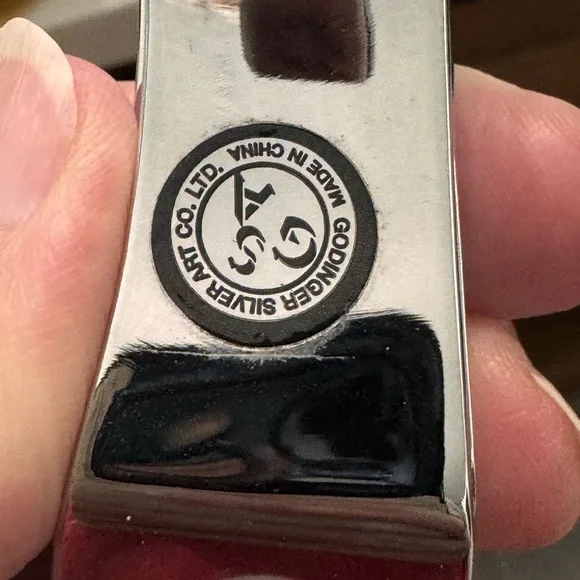 GODINGER SILVER ART CO. LTD.
MADE IN CHINA
G
S
A